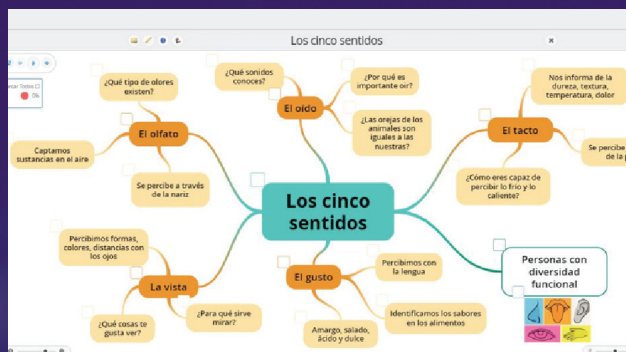 Los cinco sentidos
¿Qué tipo de olores
existen?
El olfato
Captamos
sustancias en el aire
Se percibe a través
de la nariz
¿Qué sonidos
conoces?
El oído
¿Por qué es
importante oir?
¿Las orejas de los
animales son
iguales a las
nuestras?
Nos informa de la
dureza, textura,
temperatura, dolor
El tacto
Se percibe
de la
¿Cómo eres capaz de
percibir lo frío y lo
caliente?
Los cinco
sentidos
Percibimos formas,
colores, distancias con
los ojos
La vista
¿Qué cosas te
gusta ver?
¿Para qué sirve
mirar?
El gusto
Percibimos con
la lengua
Identificamos los sabores
en los alimentos
Amargo, salado,
ácido y dulce
Personas con
diversidad
funcional